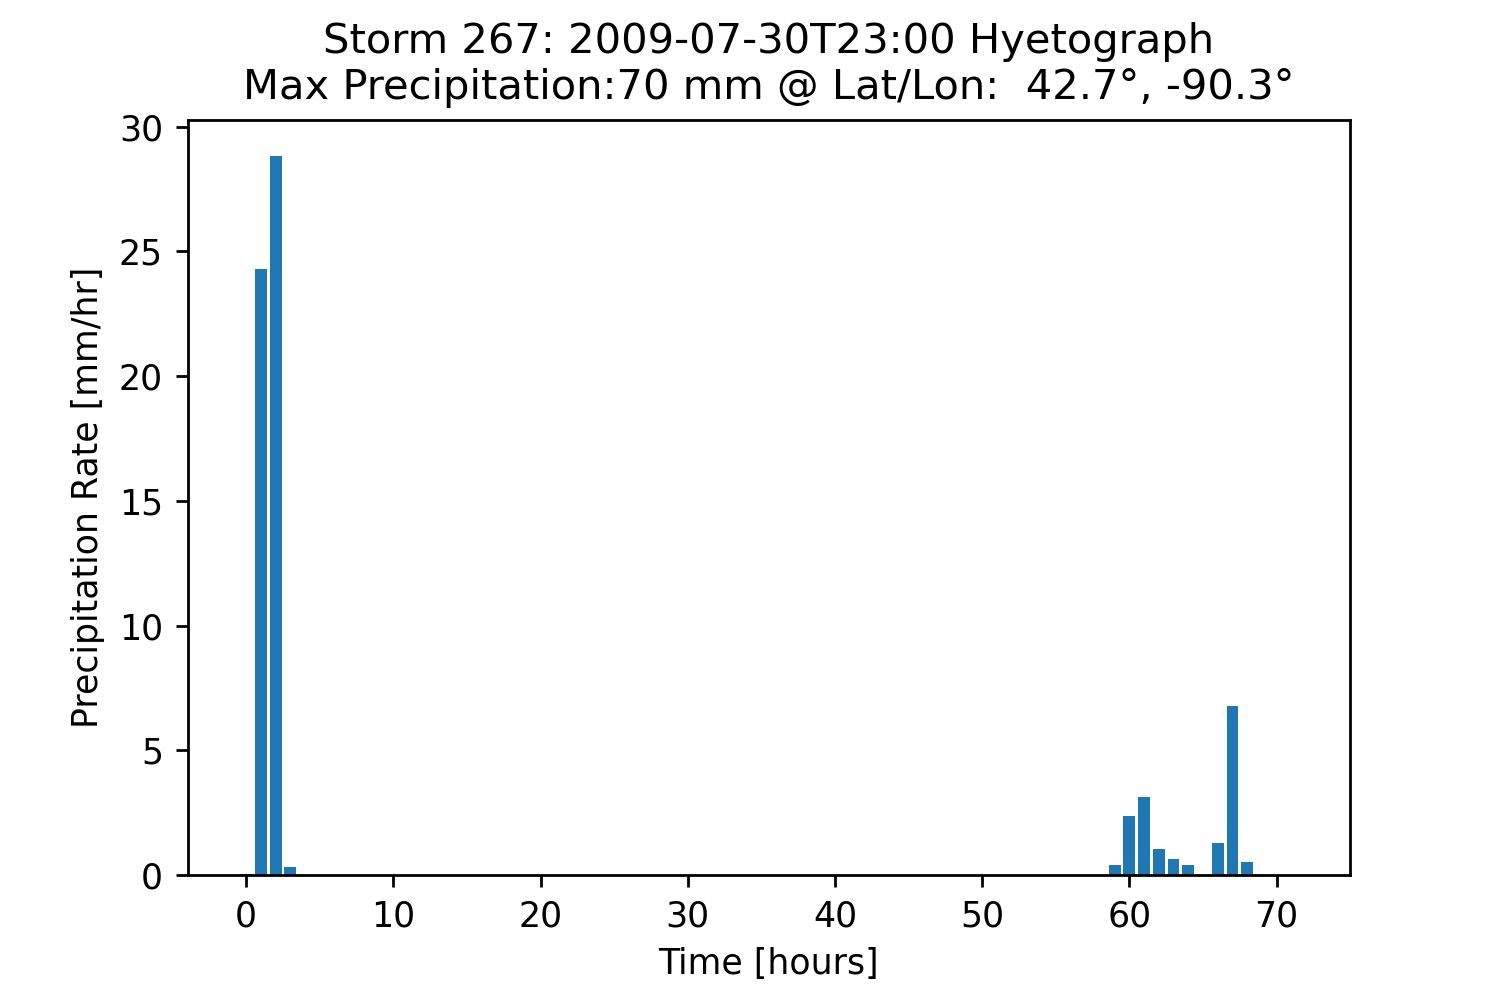 Storm 267: 2009-07-30T23:00 Hyetograph
Max Precipitation:70 mm @ Lat/Lon:  42.7°, -90.3°
30
25
20
15
10
5
0
Precipitation Rate [mm/hr]
0 10 20 30 40 50 60 70
Time [hours]